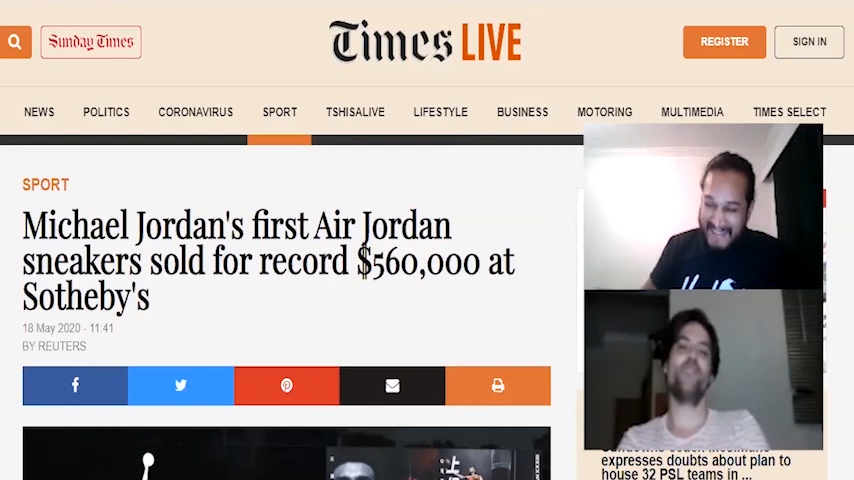 Sunday Times
Times LIVE
REGISTER
SIGN IN
NEWS
POLITICS
CORONAVIRUS
SPORT
TSHISALIVE
LIFESTYLE
BUSINESS
MOTORING
MULTIMEDIA
TIMES SELECT
SPORT
Michael Jordan's first Air Jordan
sneakers sold for record $560,000 at
Sotheby's
18 May 2020 - 11:41
BY REUTERS
expresses doubts about plan to
house 32 PSL teams in ...